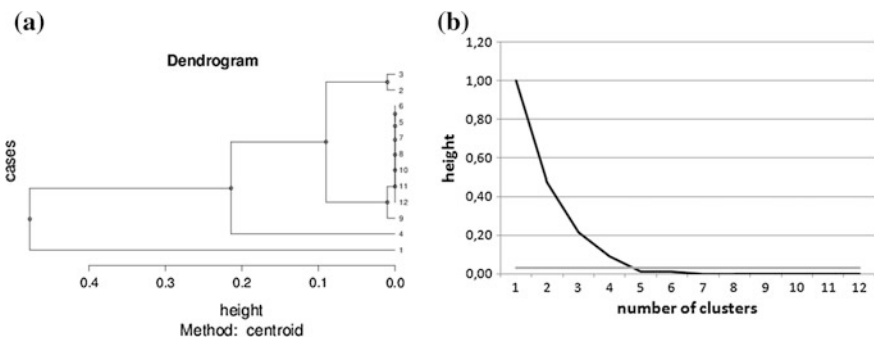 (a)
Dendrogram
cases
3
2
6
5
7
8
10
11
12
9
4
1
0.4 0.3 0.2 0.1 0.0
height
Method: centroid
(b)
height
1,20
1,00
0,80
0,60
0,40
0,20
0,00
1 2 3 4 5 6 7 8 9 10 11 12
number of clusters